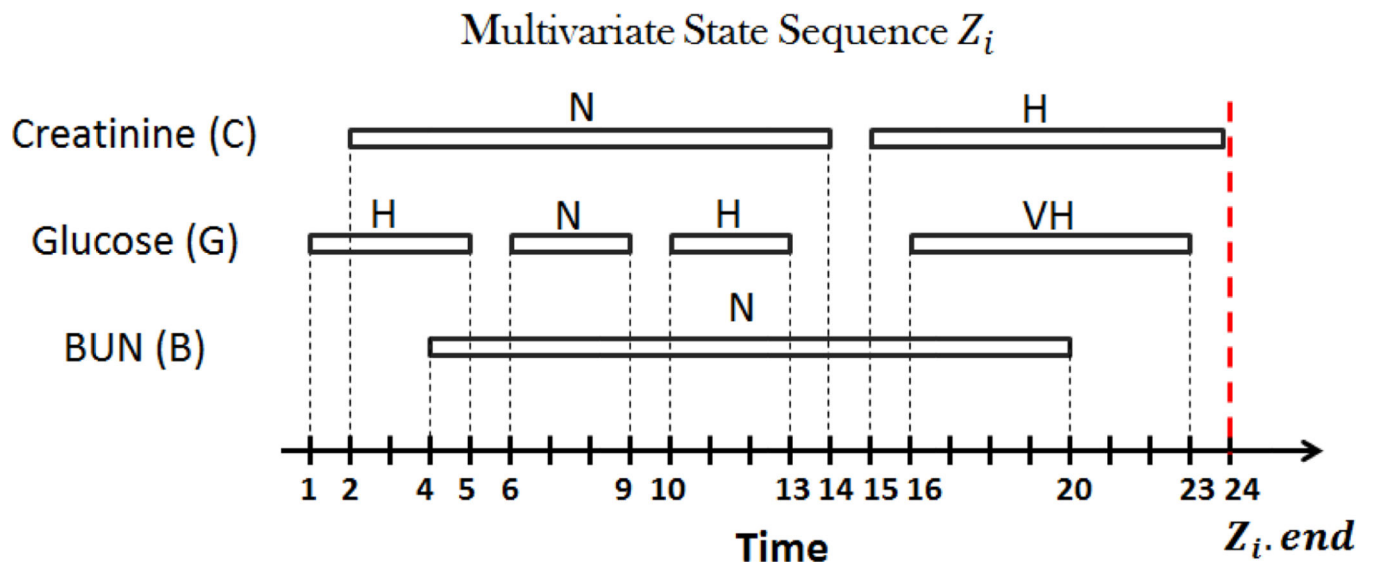 Multivariate State Sequence Z_i
N H
Creatinine (C)
H N H VH
Glucose (G)
N
BUN (B)
1 2 4 5 6 9 10 13 14 15 16 20 23 24
Time
Z_i. end